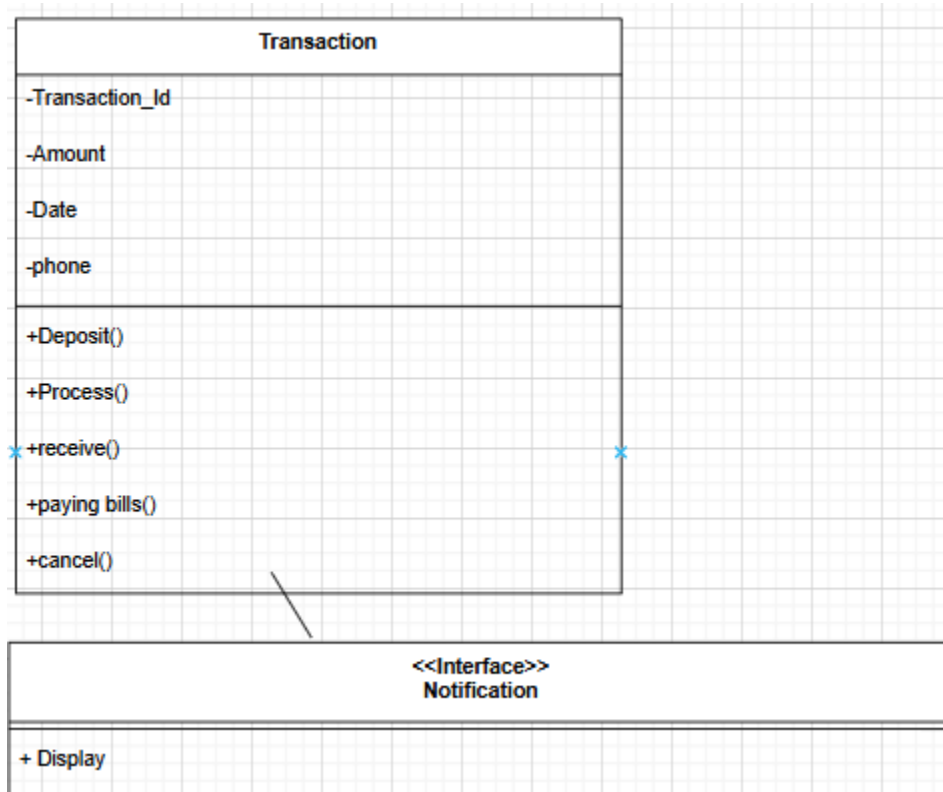 Transaction
-Transaction_Id
-Amount
-Date
-phone
+Deposit()
+Process()
+receive()
+paying bills()
+cancel()
<<Interface>>
Notification
+ Display